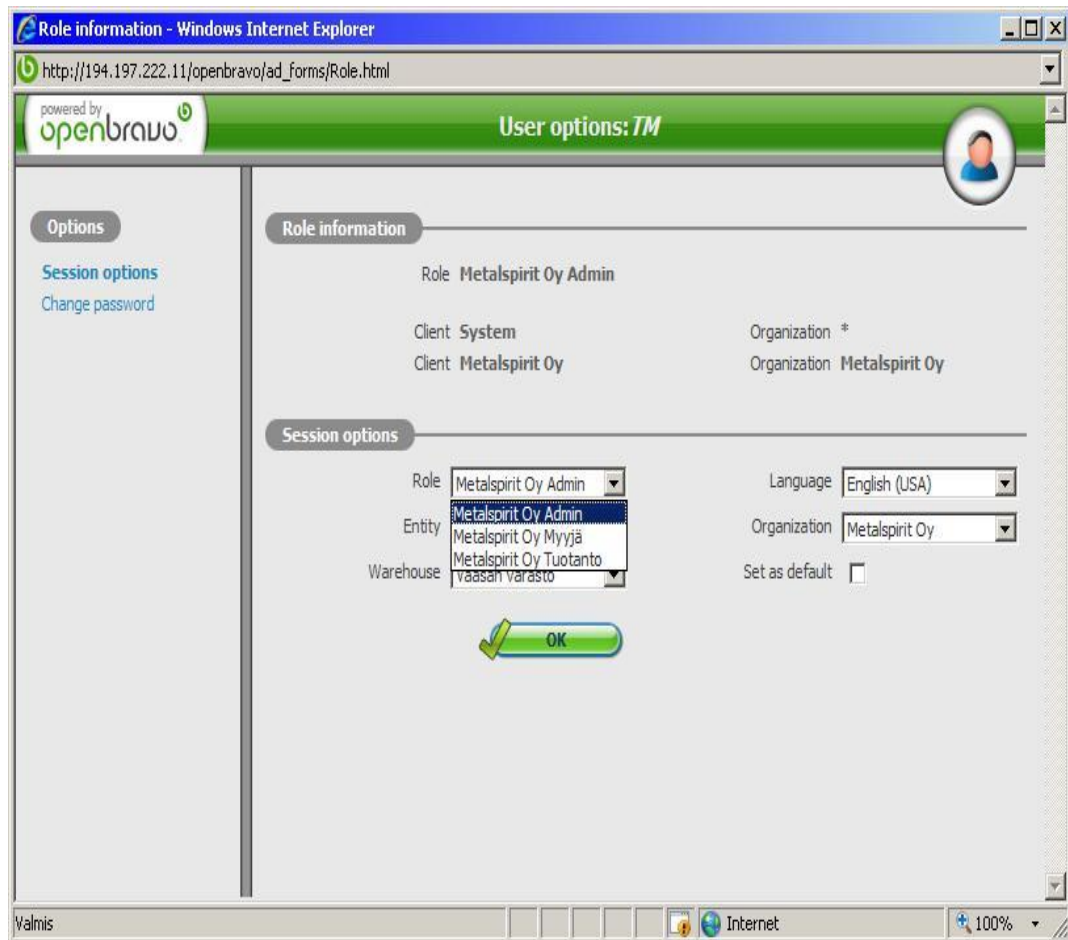 Role information - Windows Internet Explorer
http://194.197.222.11/openbravo/ad_forms/Role.html
powered by
openbravo
User options: TM
Options
Session options
Change password
Role information
Role Metalspirit Oy Admin
Client System Organization *
Client Metalspirit Oy Organization Metalspirit Oy
Session options
Role Metalspirit Oy Admin Language English (USA)
Metalspirit Oy Admin
Entity Metalspirit Oy Myyjä Organization Metalspirit Oy
Metalspirit Oy Tuotanto
Warehouse Vaasan varasto Set as default
OK
Valmis Internet 100%